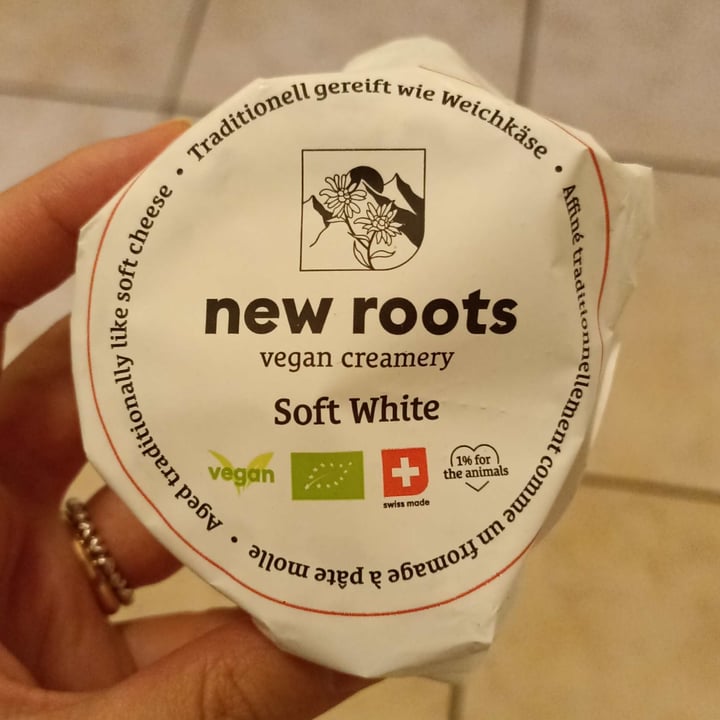 Traditionell gereift wie Weichkäse
Affiné traditionnellement comme un fromage à pâte molle
Aged traditionally like soft cheese
new roots
vegan creamery
Soft White
vegan
swiss made
1% for
the animals